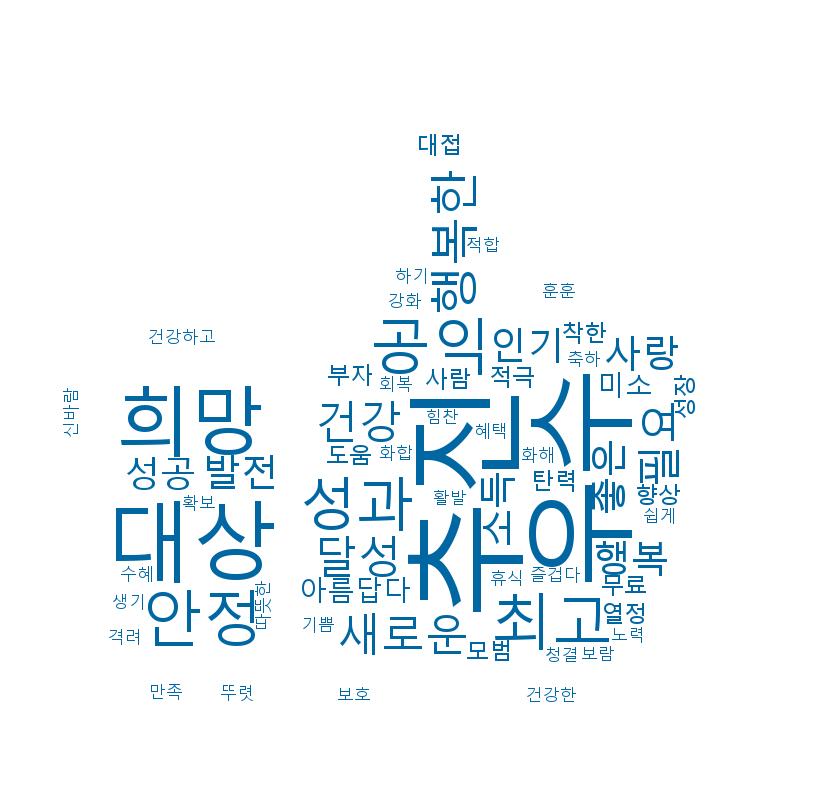 대접
행복한
적합
하기
강화
훈훈
공익
인기
착한
건강하고
축하
사랑
부자
회복
사람
적극
미소
성장
신바람
희망
건강
힘찬
추진
혜택
우수
좋은
필요
성공
발전
도움
화합
화해
탄력
향상
확보
성과
활발
소득
쉽게
대상
달성
행복
수혜
휴식
즐겁다
무료
생기
안정
따뜻한
아름답다
최고
열정
격려
기쁨
새로운
모범
노력
청결
보람
만족
뚜렷
보호
건강한